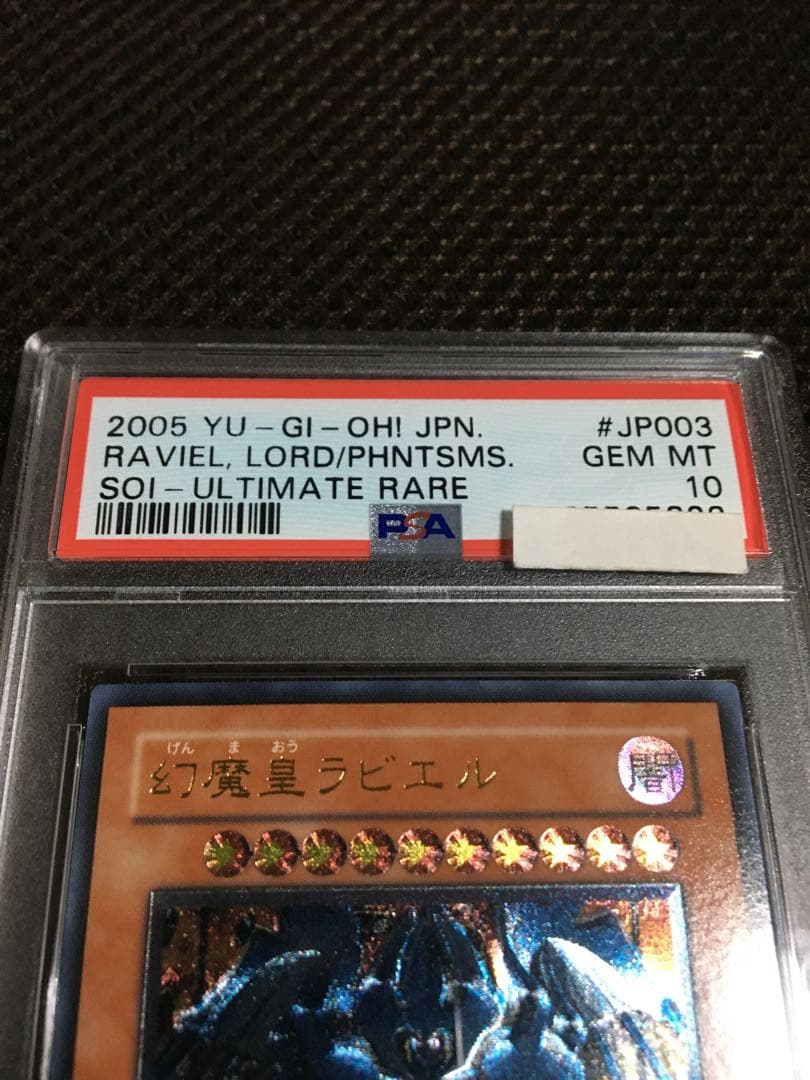 2005 YU-GI-OH! JPN. #JP003
RAVIEL, LORD/PHNTSMS. GEM MT
SOI-ULTIMATE RARE 10
PSA
げん ま おう
幻魔皇ラビエル 闇